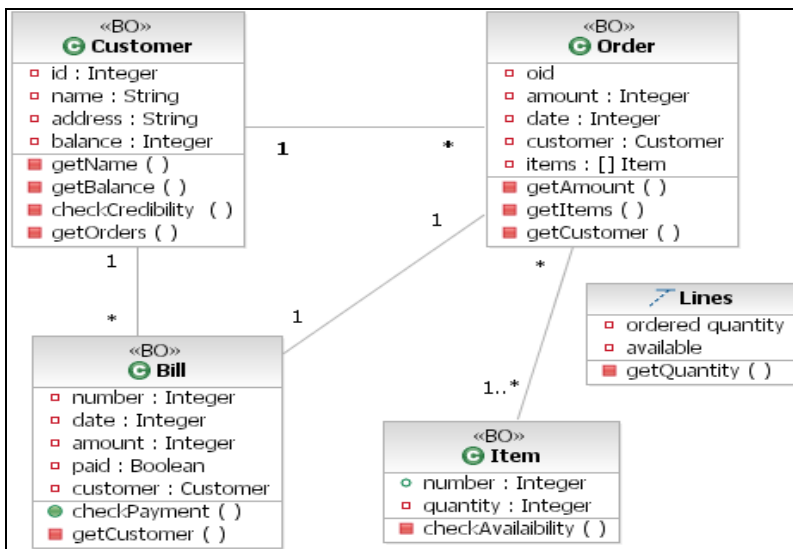 «BO»
Customer
id : Integer
name : String
address : String
balance : Integer
getName ( )
getBalance ( )
checkCredibility ( )
getOrders ( )
«BO»
Order
oid
amount : Integer
date : Integer
customer : Customer
items : [ ] Item
getAmount ( )
getItems ( )
getCustomer ( )
1
*
1
*
1
1
*
1..*
Lines
ordered quantity
available
getQuantity ( )
«BO»
Bill
number : Integer
date : Integer
amount : Integer
paid : Boolean
customer : Customer
checkPayment ( )
getCustomer ( )
«BO»
Item
number : Integer
quantity : Integer
checkAvailaibility ( )